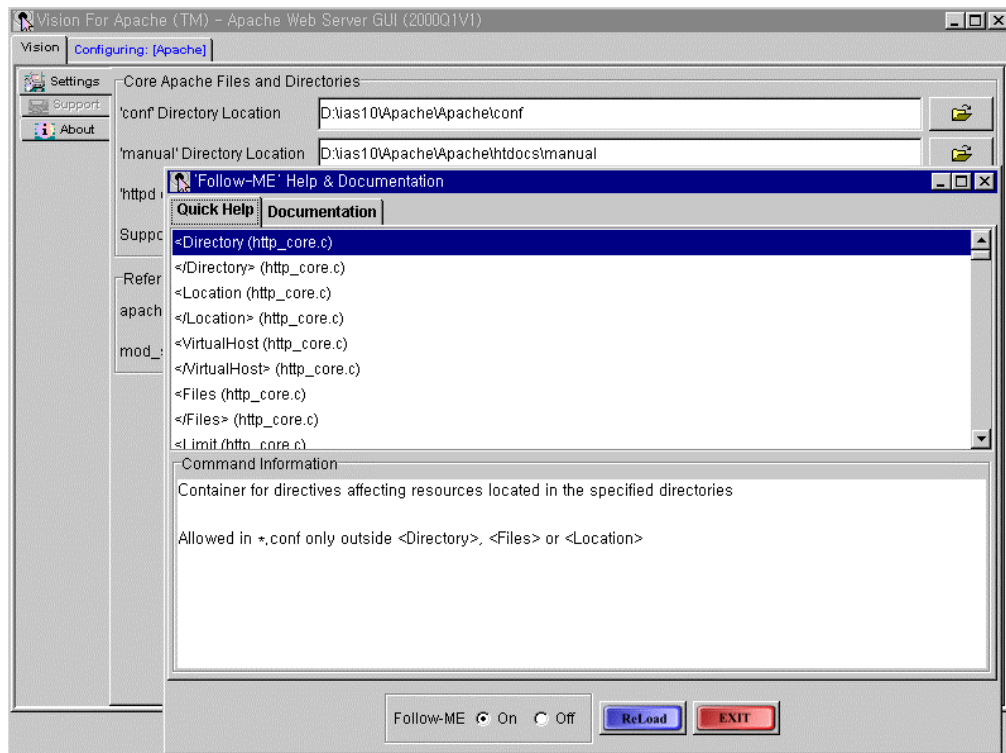 Vision For Apache (TM) - Apache Web Server GUI (2000Q1V1)
Vision
Configuring: [Apache]
Settings
Support
About
Core Apache Files and Directories
'conf' Directory Location
D:\ias10\Apache\Apache\conf
'manual' Directory Location
D:\ias10\Apache\Apache\htdocs\manual
'httpd
Suppo
Refer
apach
mod_s
'Follow-ME' Help & Documentation
Quick Help
Documentation
<Directory (http_core.c)
</Directory> (http_core.c)
<Location (http_core.c)
</Location> (http_core.c)
<VirtualHost (http_core.c)
</VirtualHost> (http_core.c)
<Files (http_core.c)
</Files> (http_core.c)
<Limit (http_core.c)
Command Information
Container for directives affecting resources located in the specified directories
Allowed in *.conf only outside <Directory>, <Files> or <Location>
Follow-ME On Off
ReLoad
EXIT